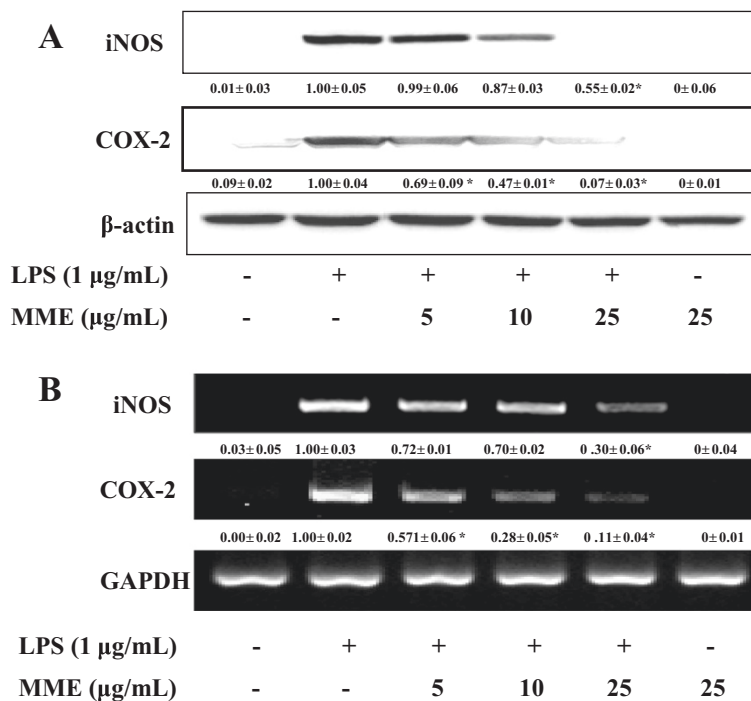 A
iNOS
0.01±0.03 1.00±0.05 0.99±0.06 0.87±0.03 0.55±0.02* 0±0.06
COX-2
0.09±0.02 1.00±0.04 0.69±0.09 * 0.47±0.01* 0.07±0.03* 0±0.01
β-actin
LPS (1 µg/mL) - + + + + -
MME (µg/mL) - - 5 10 25 25
B
iNOS
0.03±0.05 1.00±0.03 0.72±0.01 0.70±0.02 0 .30±0.06* 0±0.04
COX-2
0.00±0.02 1.00±0.02 0.571±0.06 * 0.28±0.05* 0 .11±0.04* 0±0.01
GAPDH
LPS (1 µg/mL) - + + + + -
MME (µg/mL) - - 5 10 25 25